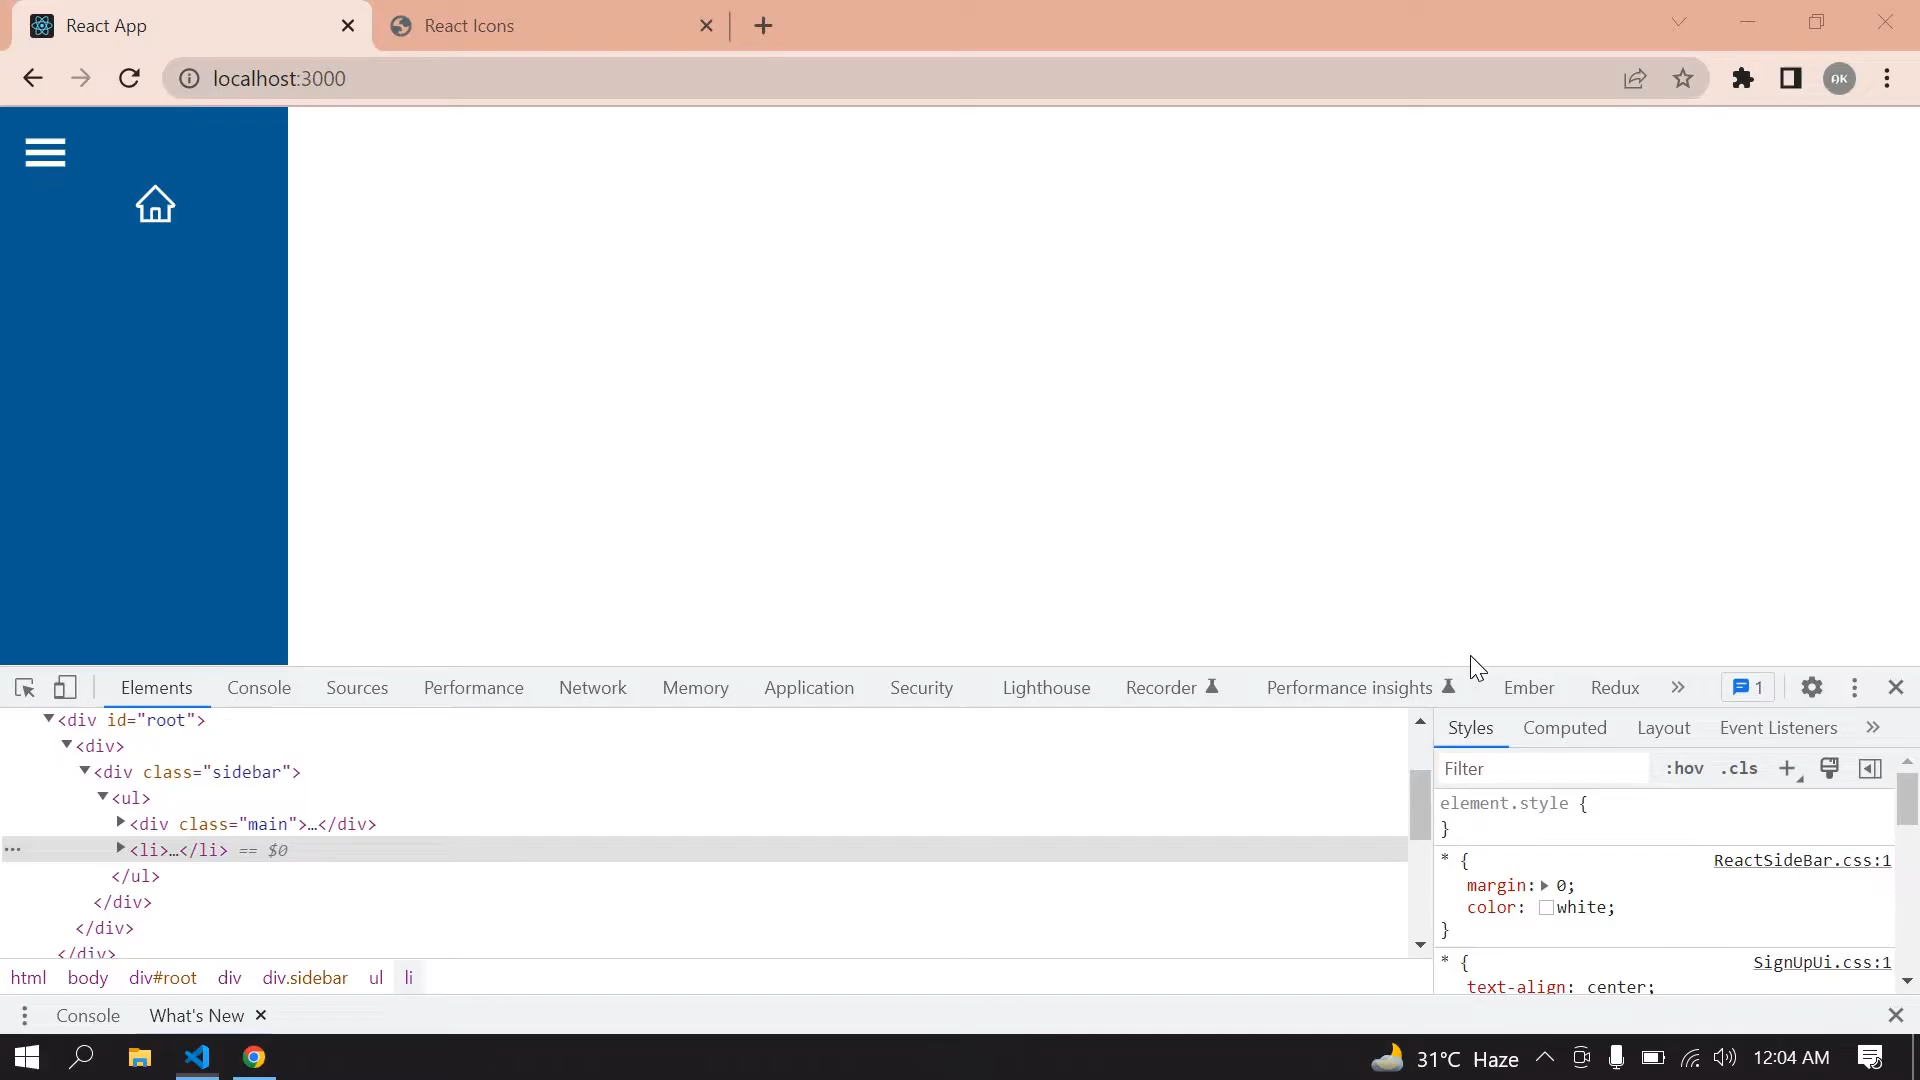 React App
React Icons
localhost:3000
AK
Elements
Console
Sources
Performance
Network
Memory
Application
Security
Lighthouse
Recorder
Performance insights
Ember
Redux
»
1
<div id="root">
<div>
<div class="sidebar">
<ul>
<div class="main">…</div>
<li>…</li> == $0
</ul>
</div>
</div>
</div>
Styles
Computed
Layout
Event Listeners
»
Filter
:hov
.cls
element.style {
}
* {
ReactSideBar.css:1
margin: 0;
color: white;
}
* {
SignUpUi.css:1
text-align: center;
html
body
div#root
div
div.sidebar
ul
li
Console
What's New
31°C Haze
12:04 AM